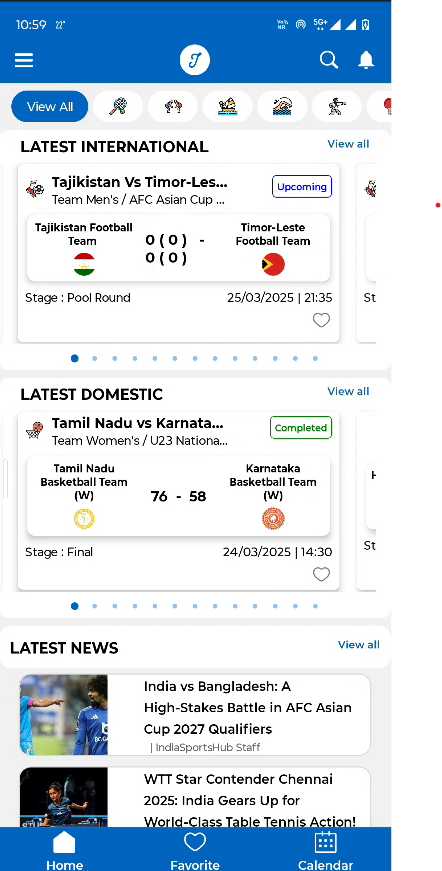 10:59 22°
Vo))) NR 5G+
View All
LATEST INTERNATIONAL
View all
Tajikistan Vs Timor-Les...
Team Men's / AFC Asian Cup ...
Upcoming
Tajikistan Football
Team
0 ( 0 ) -
0 ( 0 )
Timor-Leste
Football Team
Stage : Pool Round
25/03/2025 | 21:35
St
LATEST DOMESTIC
View all
Tamil Nadu vs Karnata...
Team Women's / U23 Nationa...
Completed
Tamil Nadu
Basketball Team
(W)
76 - 58
Karnataka
Basketball Team
(W)
H
Stage : Final
24/03/2025 | 14:30
St
LATEST NEWS
View all
India vs Bangladesh: A
High-Stakes Battle in AFC Asian
Cup 2027 Qualifiers
| IndiaSportsHub Staff
WTT Star Contender Chennai
2025: India Gears Up for
World-Class Table Tennis Action!
Home
Favorite
Calendar